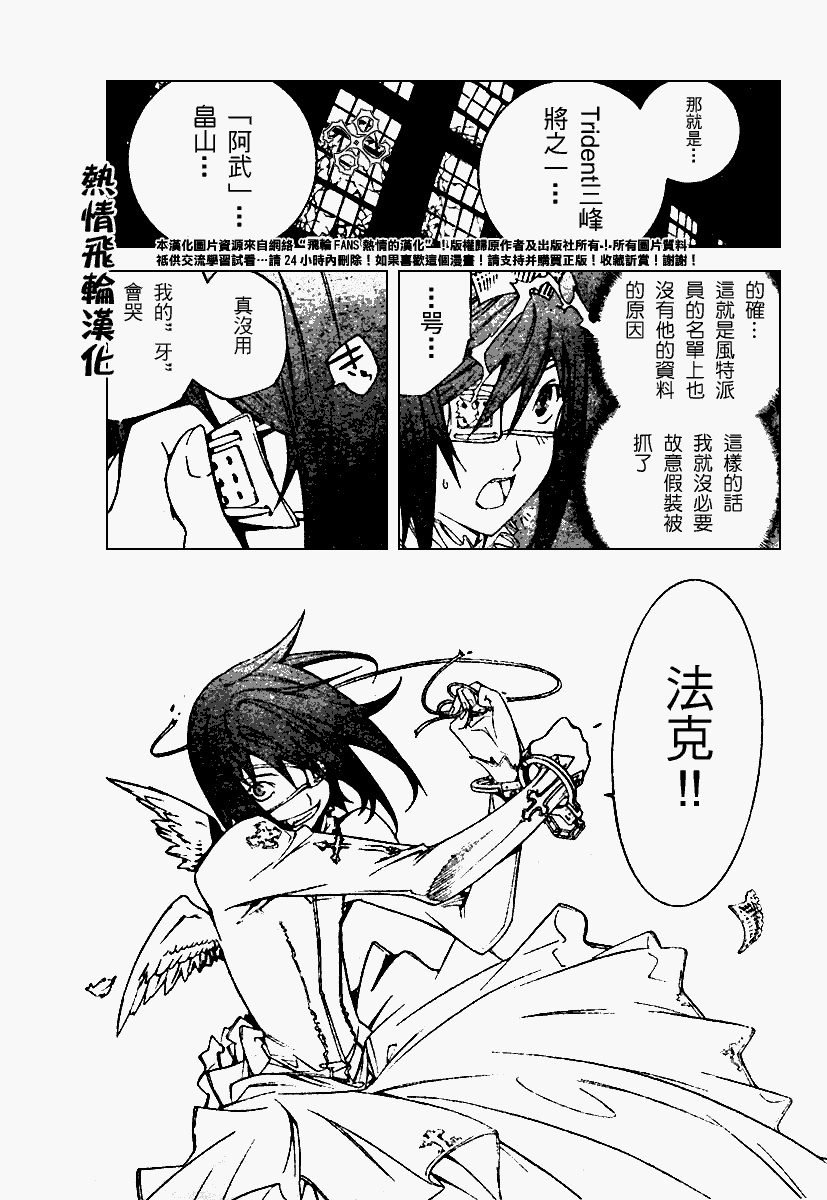 那就是…
Trident三峰
將之一…
「阿武」…
畠山…
熱情飛輪漢化
本漢化圖片資源來自網絡“飛輪FANS熱情的漢化”！版權歸原作者及出版社所有！所有圖片資料
祗供交流學習試看…請24小時內刪除！如果喜歡這個漫畫！請支持并購買正版！收藏訢賞！謝謝！
的確…
這就是風特派
員的名單上也
沒有他的資料
的原因
這樣的話
我就沒必要
故意假裝被
抓了
…咢…
真沒用
我的”牙”
會哭
法克!!